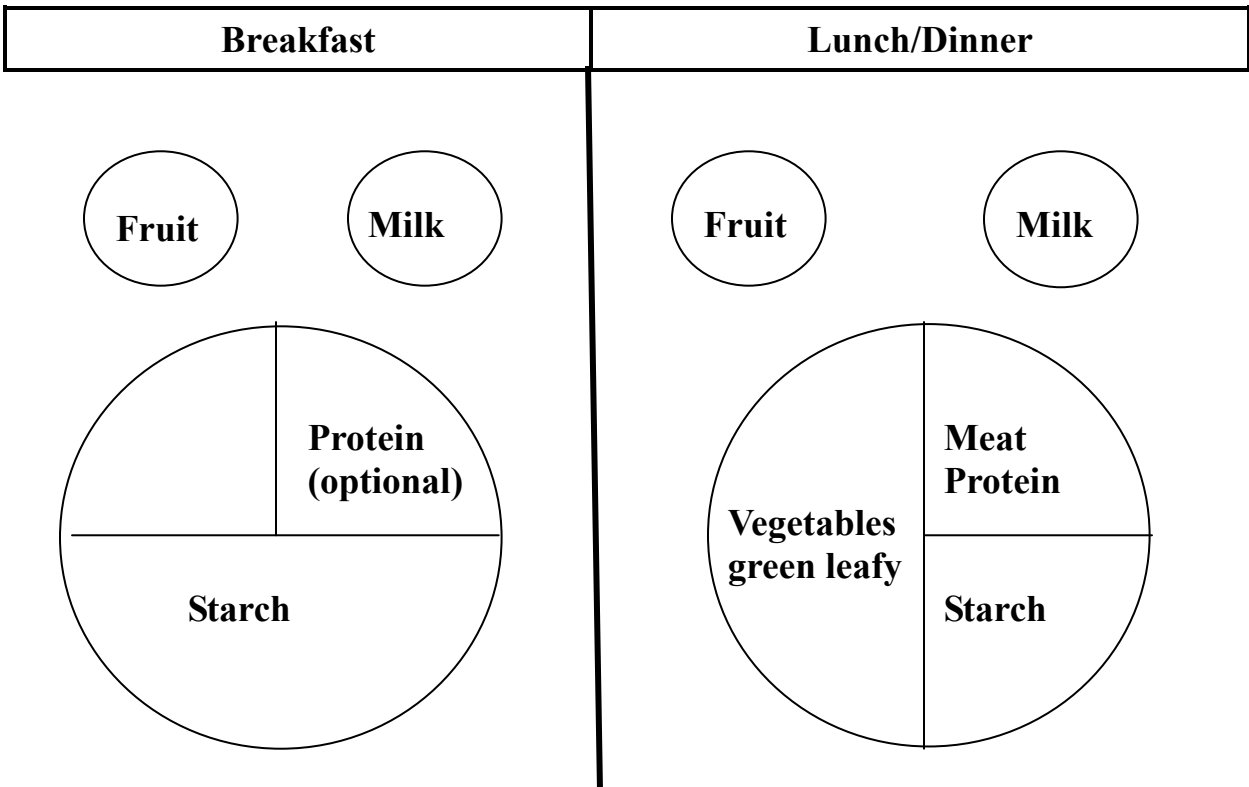 Breakfast
Lunch/Dinner
Fruit
Milk
Fruit
Milk
Protein
(optional)
Starch
Vegetables
green leafy
Meat
Protein
Starch